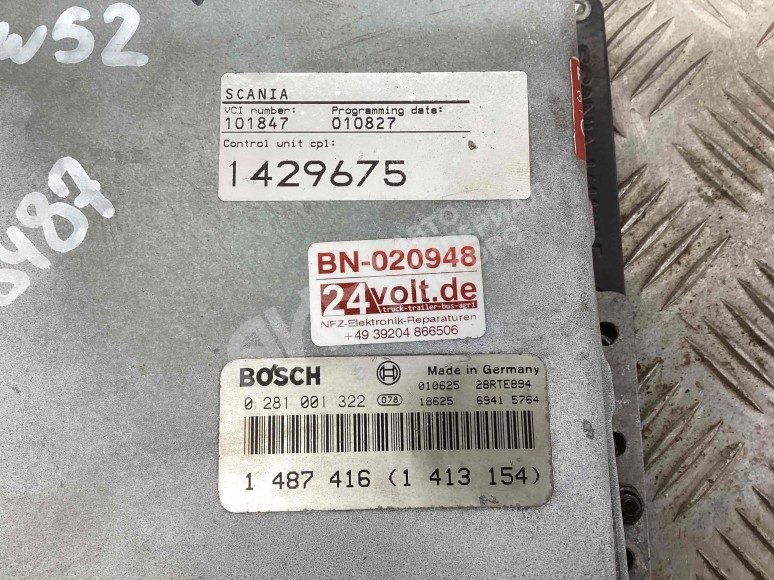 W52
SCANIA
VCI number: Programming date:
101847 010827
Control unit cpl:
1429675
5487
BN-020948
24volt.de
truck-trailer-bus-agri
NFZ-Elektronik-Reparaturen
+49 39204 866506
BOSCH Made in Germany
010625 28RTE894
0 281 001 322 078 18625 6941 5764
1 487 416 (1 413 154)